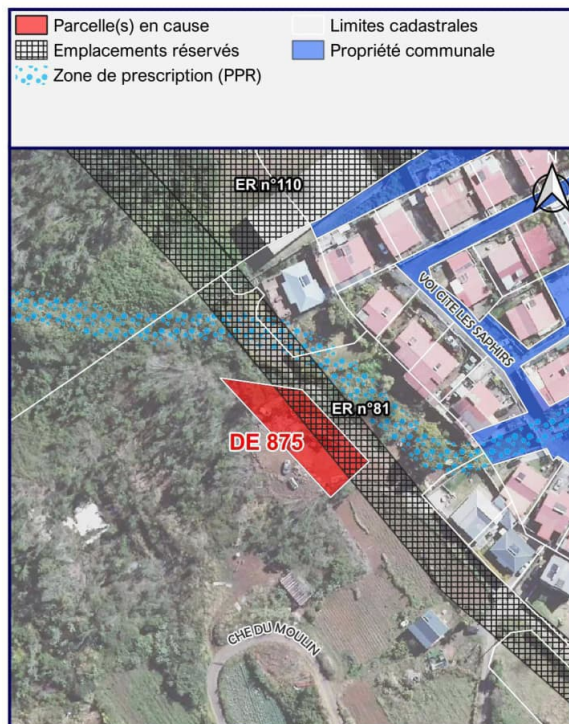 Parcelle(s) en cause
Limites cadastrales
Emplacements réservés
Propriété communale
Zone de prescription (PPR)
N
ER n°110
VOI CITE LES SAPHIRS
ER n°81
DE 875
CHE DU MOULIN